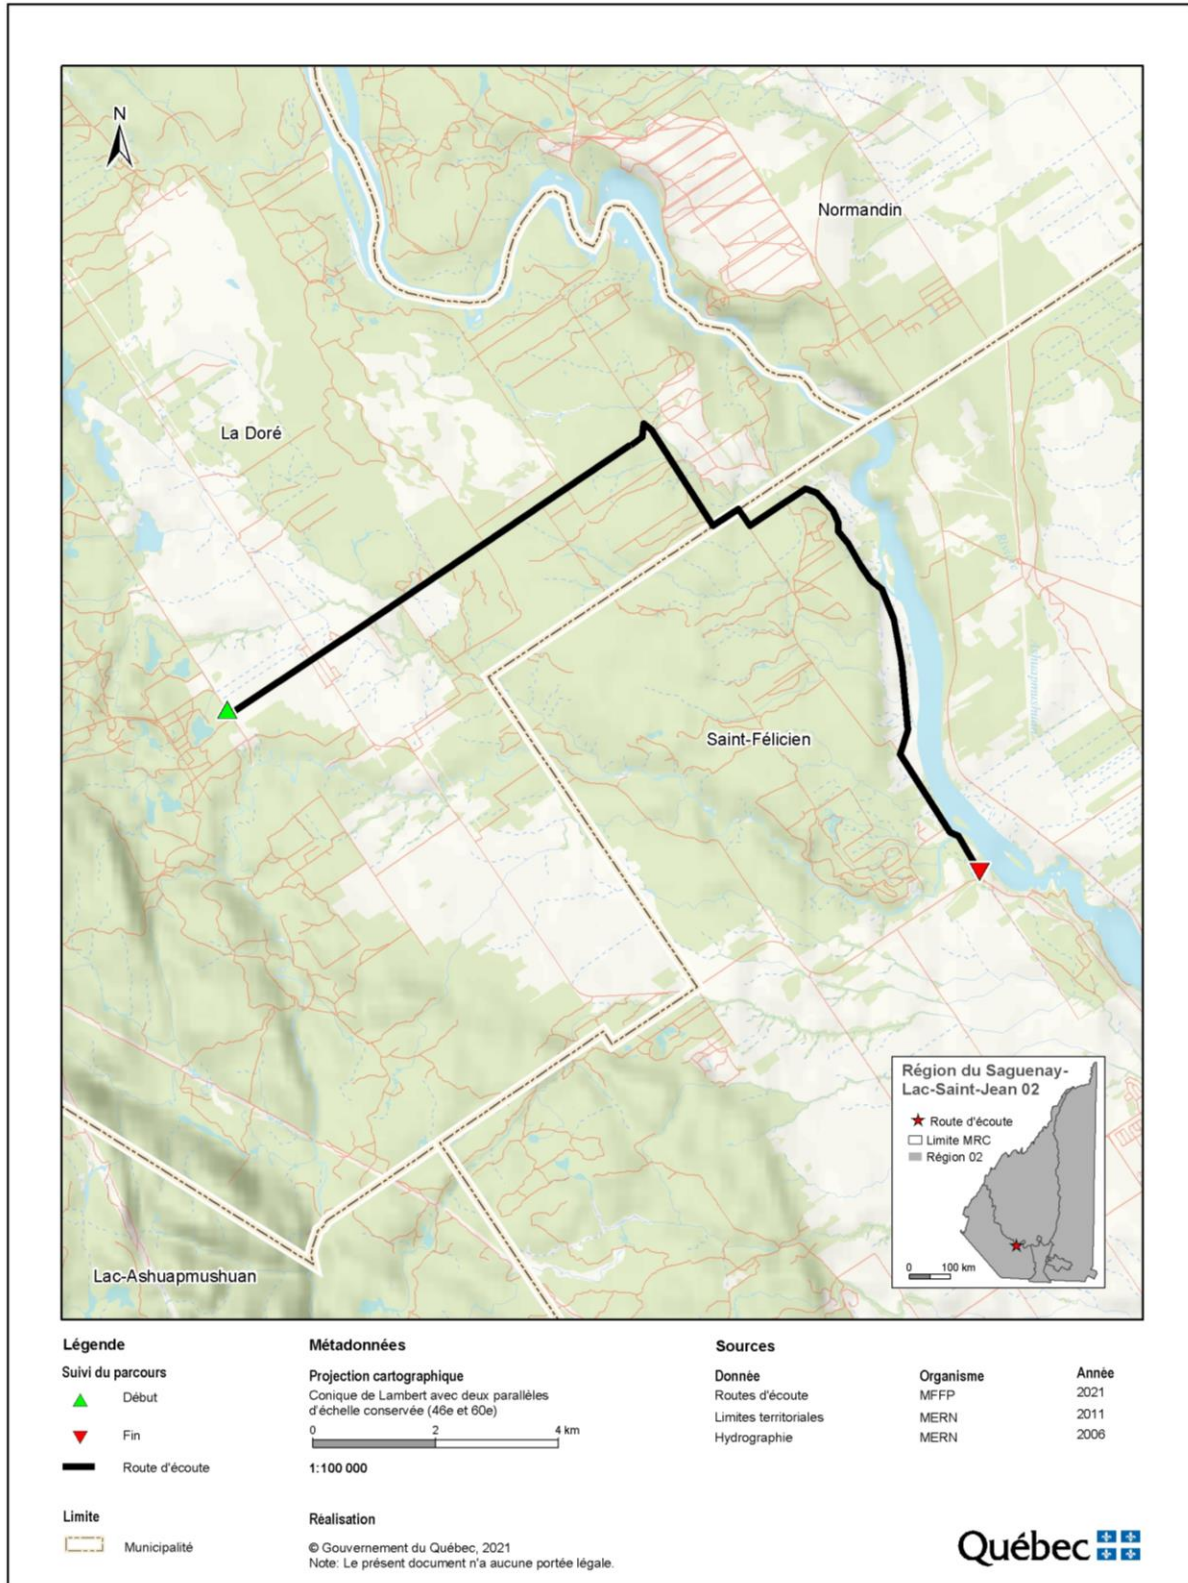 N
Normandin
La Doré
Saint-Félicien
Lac-Ashuapmushuan
Région du Saguenay-
Lac-Saint-Jean 02
Route d'écoute
Limite MRC
Région 02
0 100 km
Légende
Suivi du parcours
Début
Fin
Route d'écoute
Limite
Municipalité
Métadonnées
Projection cartographique
Conique de Lambert avec deux parallèles
d'échelle conservée (46e et 60e)
0 2 4 km
1:100 000
Réalisation
© Gouvernement du Québec, 2021
Note: Le présent document n'a aucune portée légale.
Sources
Donnée Organisme Année
Routes d'écoute MFFP 2021
Limites territoriales MERN 2011
Hydrographie MERN 2006
Québec